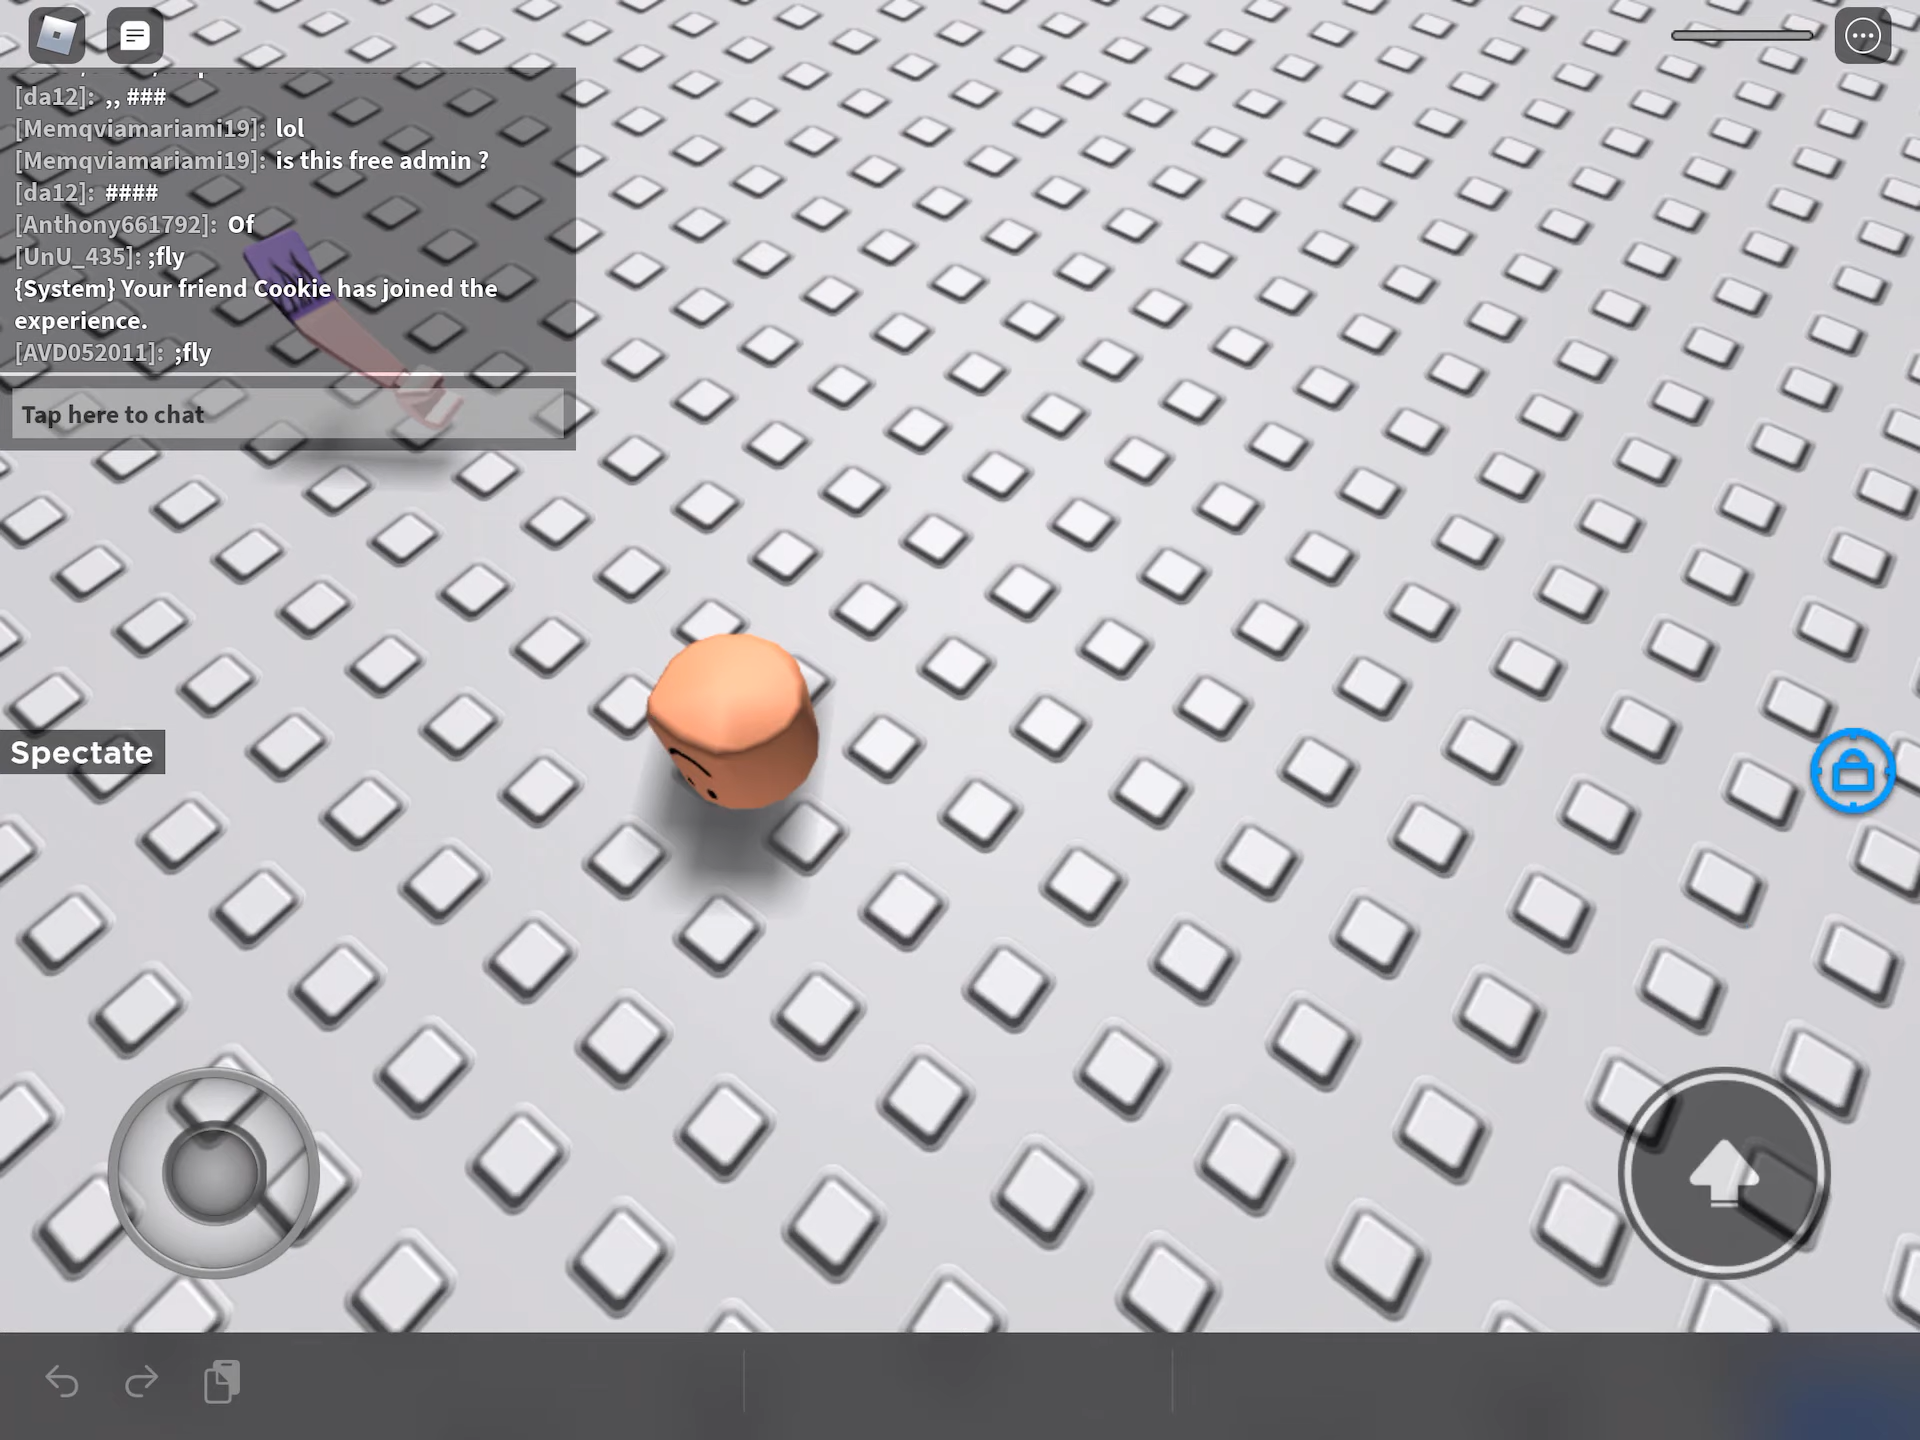 [da12]: ,, ###
[Memqviamariami19]: lol
[Memqviamariami19]: is this free admin ?
[da12]: ####
[Anthony661792]: Of
[UnU_435]: ;fly
{System} Your friend Cookie has joined the
experience.
[AVD052011]: ;fly
Tap here to chat
Spectate